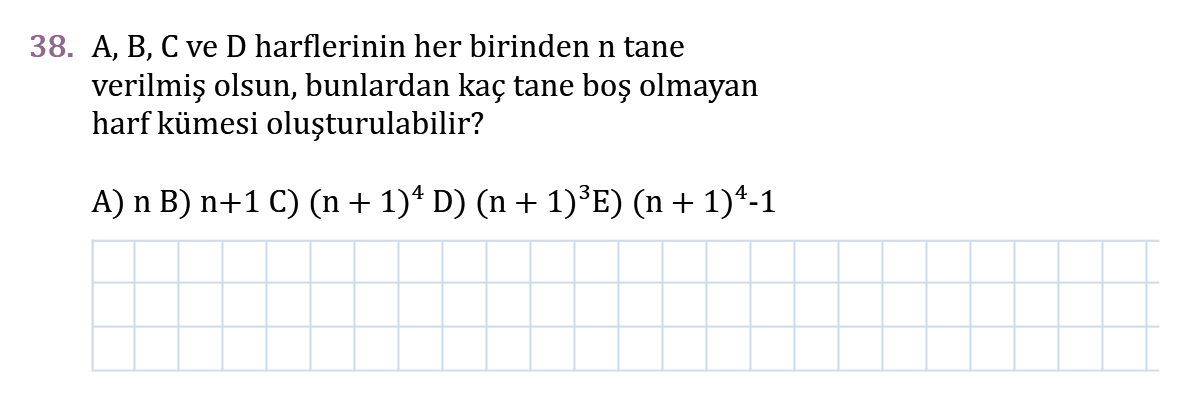 38. A, B, C ve D harflerinin her birinden n tane
verilmiş olsun, bunlardan kaç tane boş olmayan
harf kümesi oluşturulabilir?
A) n B) n+1 C) (n + 1)⁴ D) (n + 1)³E) (n + 1)⁴-1